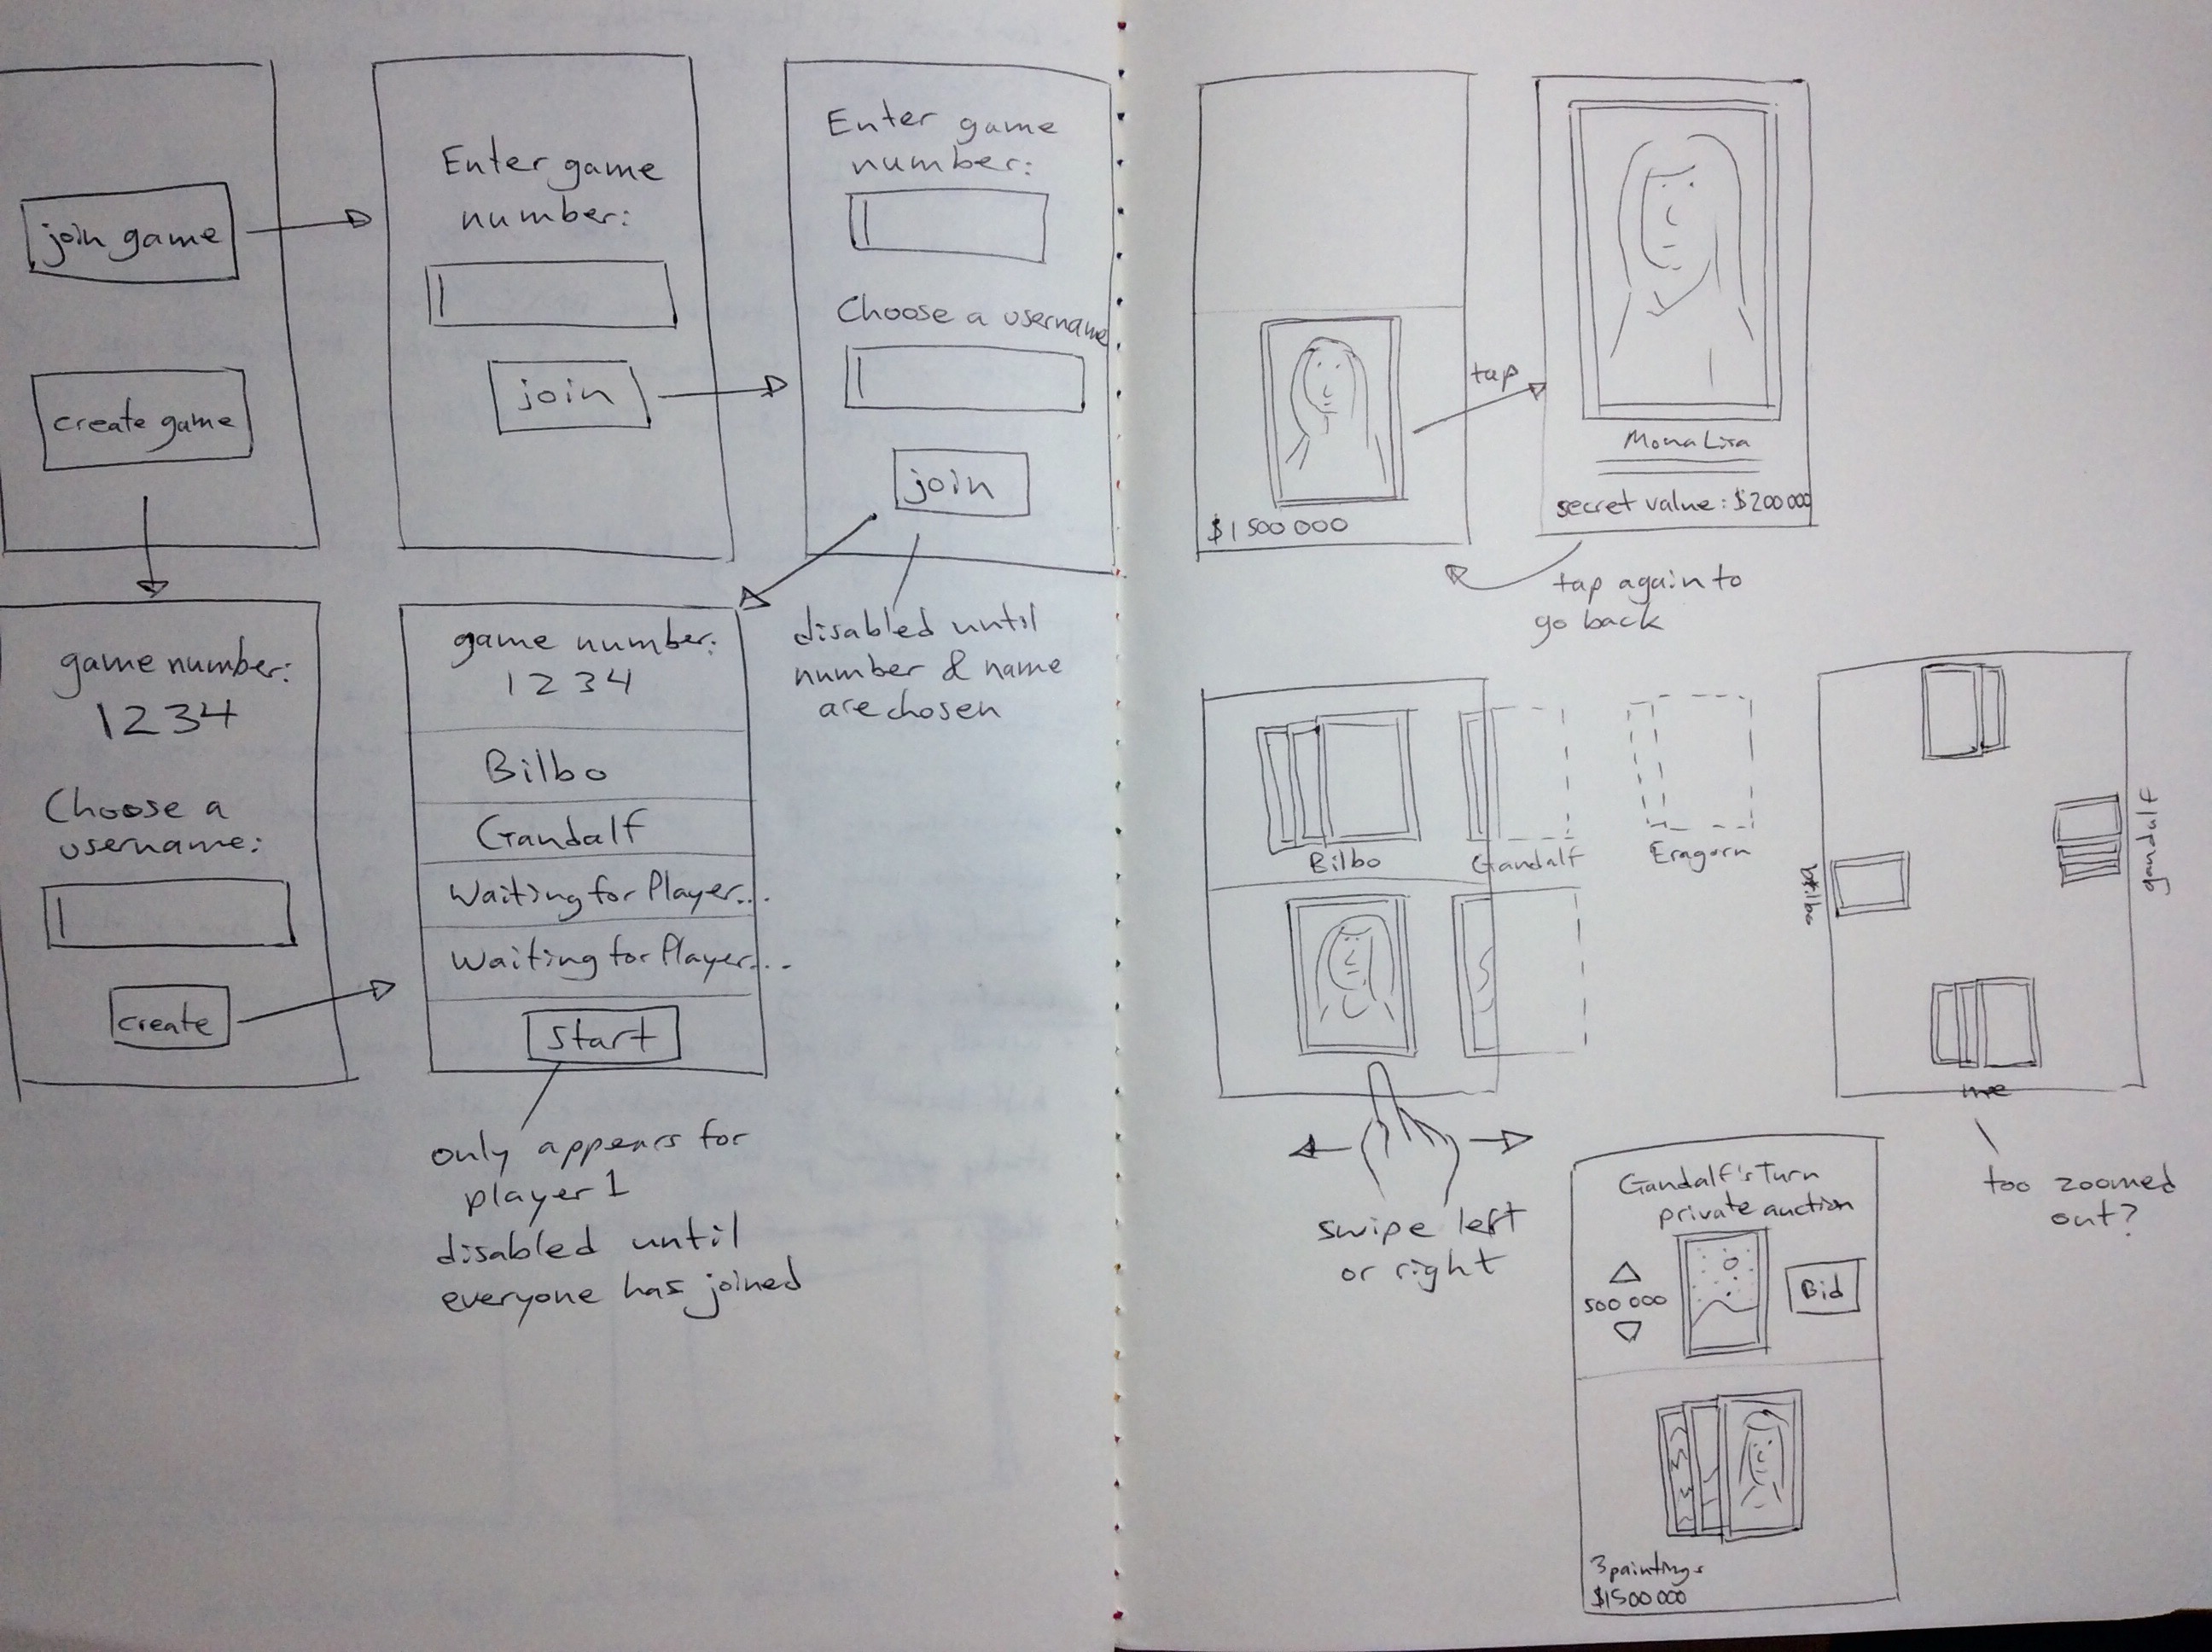 join game
create game
Enter game
number:
join
Enter game
number:
Choose a username
join
disabled until
number & name
are chosen
game number:
1234
Choose a
username:
create
game number:
1234
Bilbo
Gandalf
Waiting for Player...
Waiting for Player...
start
only appears for
player 1
disabled until
everyone has joined
$1 500 000
tap
Mona Lisa
secret value: $200 000
tap again to
go back
Bilbo
Gandalf
Eragorn
swipe left
or right
bilbo
gandalf
me
too zoomed
out?
Gandalf's Turn
private auction
500 000
Bid
3 paintings
$1500 000